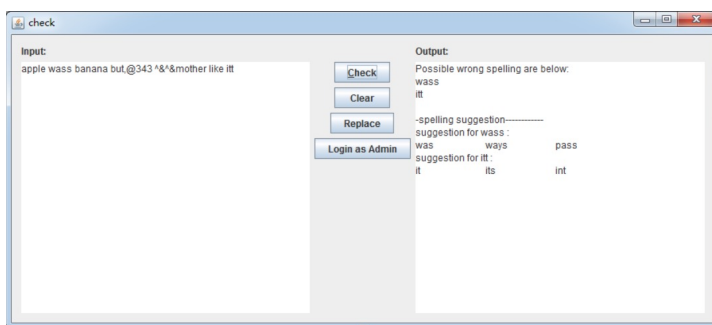 check
Input:
apple wass banana but,@343 ^&^&mother like itt
Check
Clear
Replace
Login as Admin
Output:
Possible wrong spelling are below:
wass
itt
-spelling suggestion------------
suggestion for wass :
was ways pass
suggestion for itt :
it its int